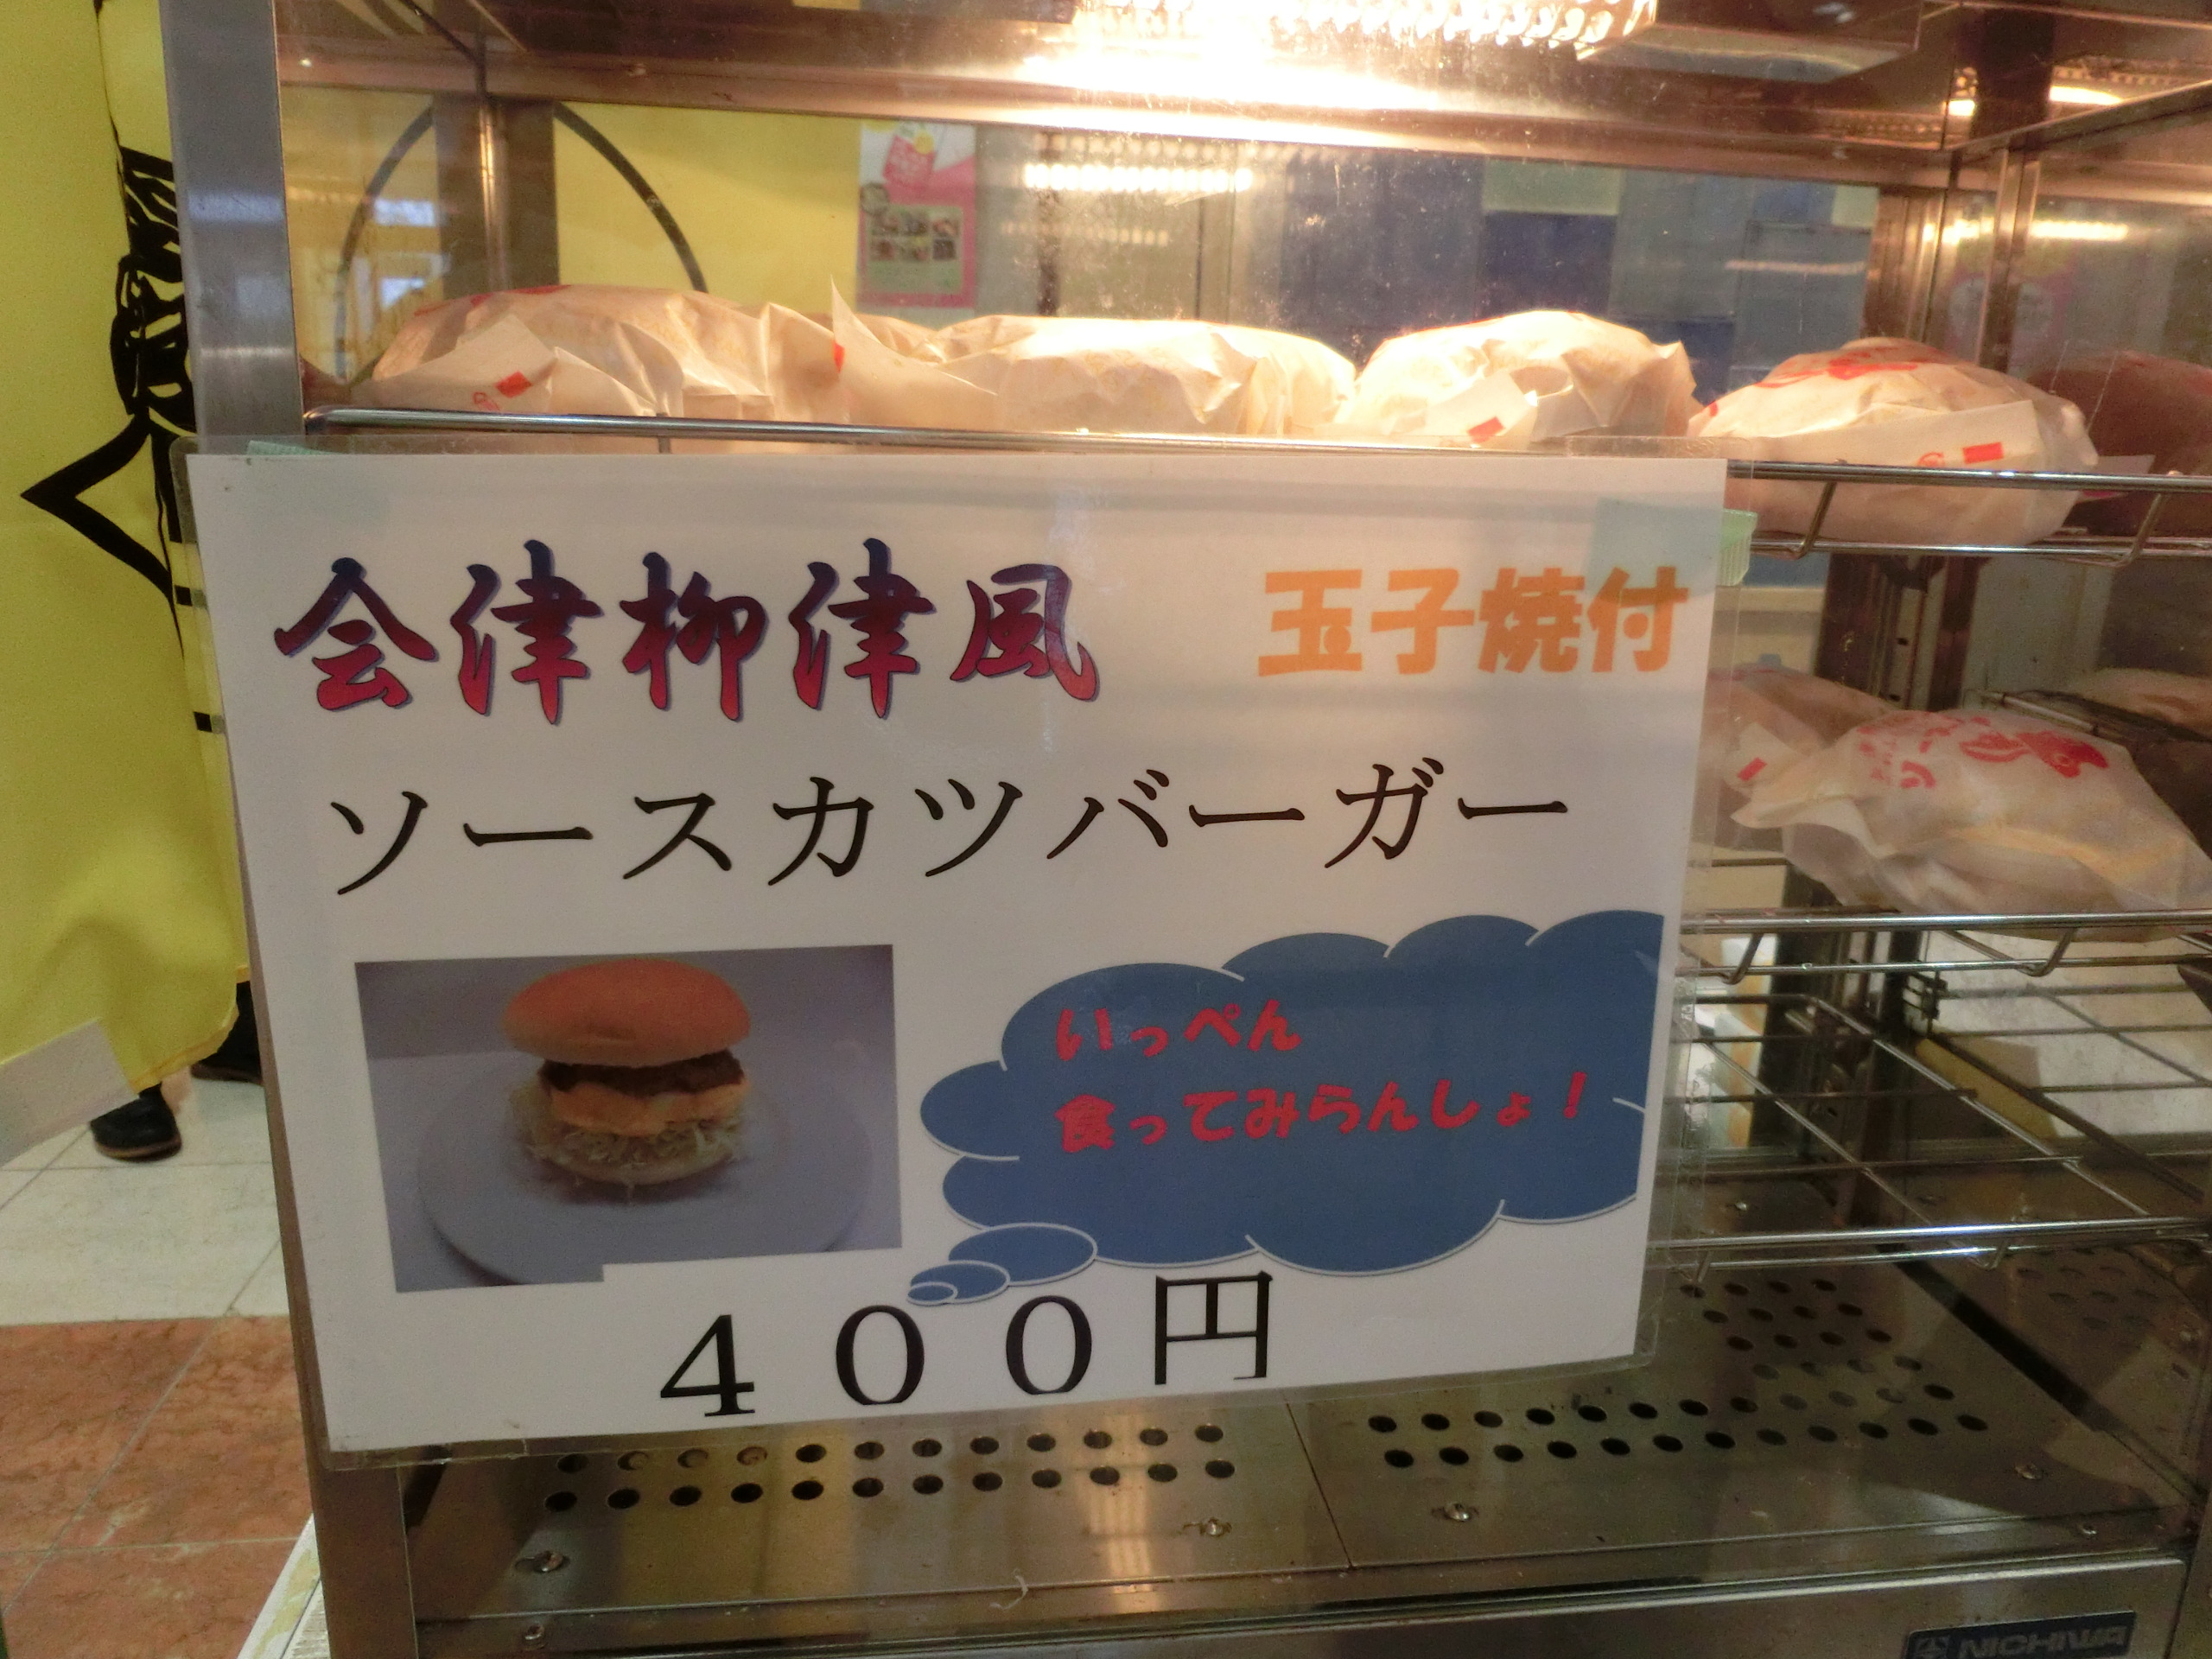 会津柳津風 玉子焼付
ソースカツバーガー
いっぺん
食ってみらんしょ！
４００円
NICHIWA